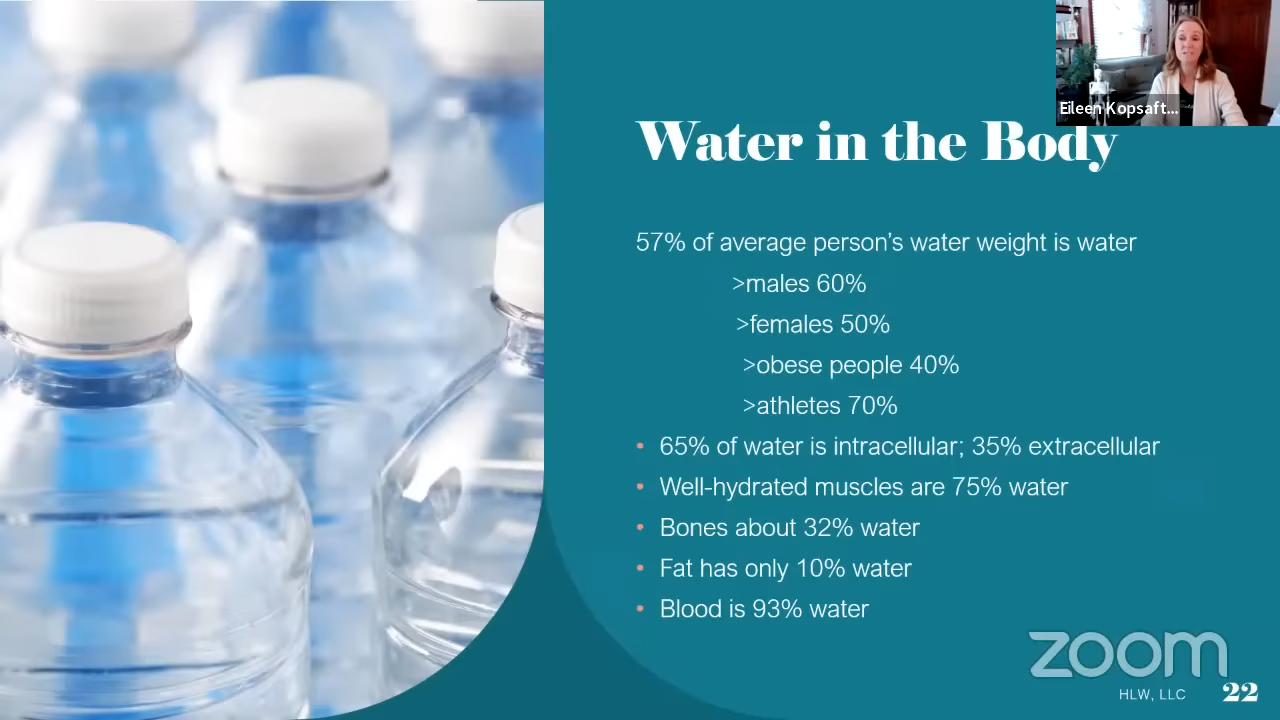 Eileen Kopsaft...
Water in the Body
57% of average person’s water weight is water
>males 60%
>females 50%
>obese people 40%
>athletes 70%
• 65% of water is intracellular; 35% extracellular
• Well-hydrated muscles are 75% water
• Bones about 32% water
• Fat has only 10% water
• Blood is 93% water
zoom
HLW, LLC 22